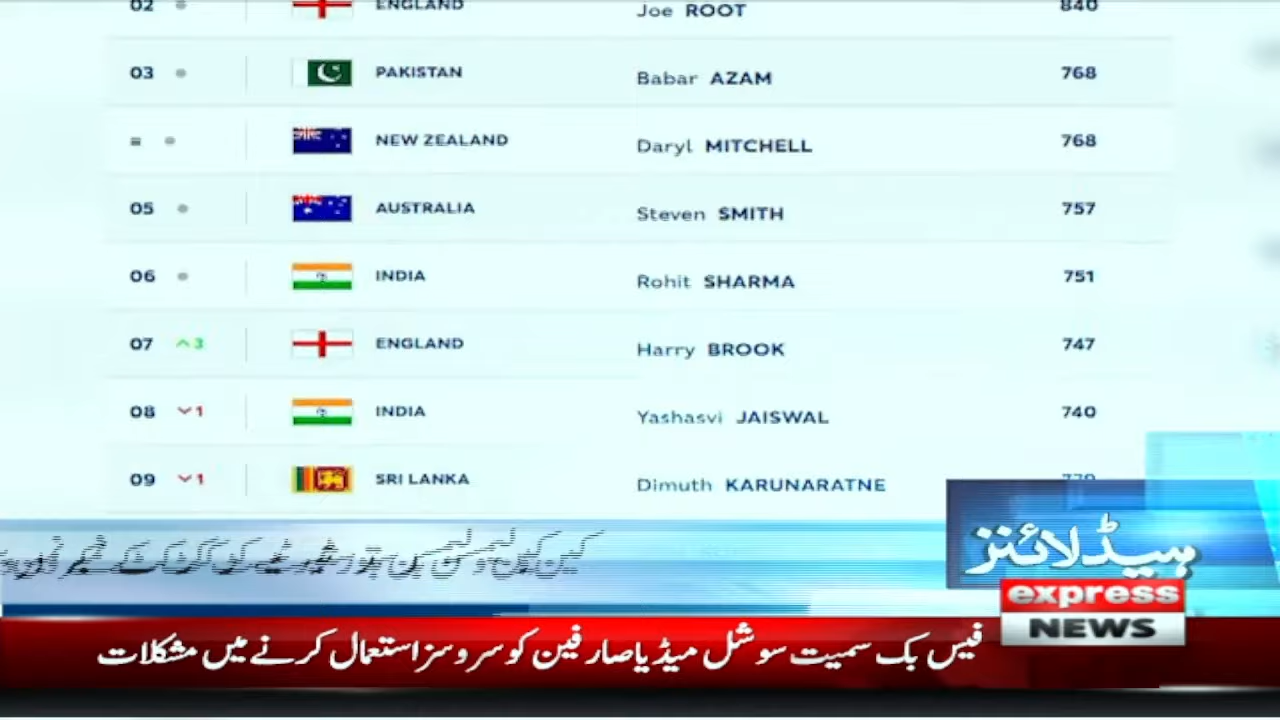 02 ENGLAND Joe ROOT 840
03 PAKISTAN Babar AZAM 768
= NEW ZEALAND Daryl MITCHELL 768
05 AUSTRALIA Steven SMITH 757
06 INDIA Rohit SHARMA 751
07 3 ENGLAND Harry BROOK 747
08 1 INDIA Yashasvi JAISWAL 740
09 1 SRI LANKA Dimuth KARUNARATNE
ہیڈلائنز
express
NEWS
فیس بک سمیت سوشل میڈیا صارفین کو سروسز استعمال کرنے میں مشکلات